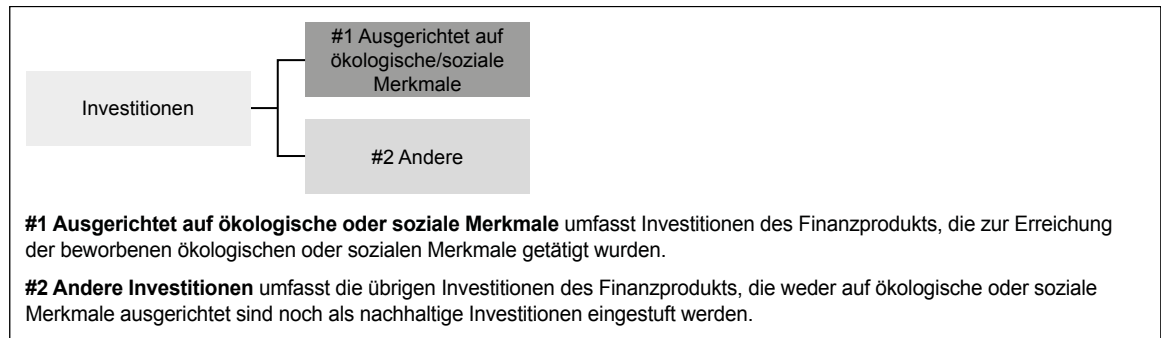 #1 Ausgerichtet auf
ökologische/soziale
Merkmale
Investitionen
#2 Andere
#1 Ausgerichtet auf ökologische oder soziale Merkmale umfasst Investitionen des Finanzprodukts, die zur Erreichung
der beworbenen ökologischen oder sozialen Merkmale getätigt wurden.
#2 Andere Investitionen umfasst die übrigen Investitionen des Finanzprodukts, die weder auf ökologische oder soziale
Merkmale ausgerichtet sind noch als nachhaltige Investitionen eingestuft werden.